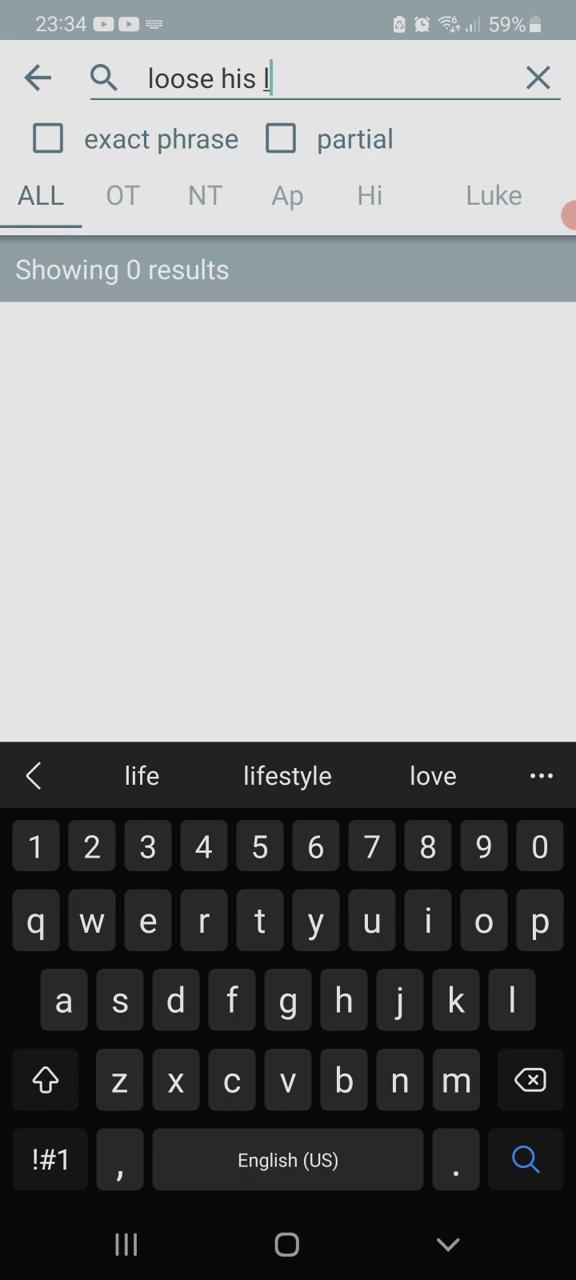 23:34 59%
loose his l
exact phrase partial
ALL OT NT Ap Hi Luke
Showing 0 results
life lifestyle love ...
1 2 3 4 5 6 7 8 9 0
q w e r t y u i o p
a s d f g h j k l
z x c v b n m
!#1 , English (US) .